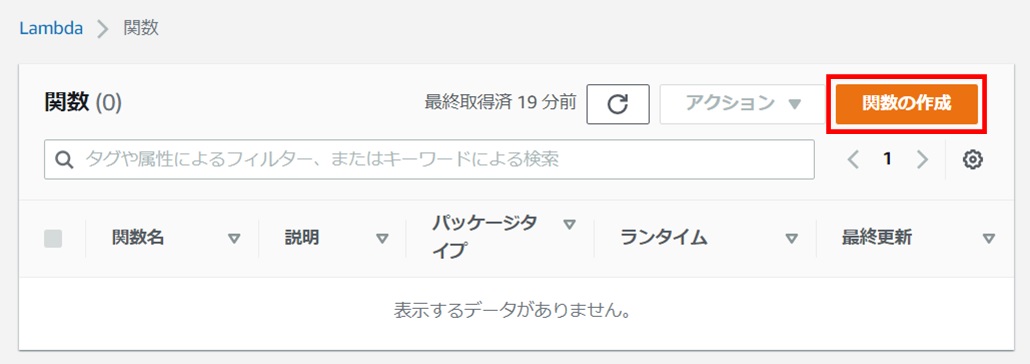 Lambda > 関数
関数 (0) 最終取得済 19 分前 アクション 関数の作成
タグや属性によるフィルター、またはキーワードによる検索 1
関数名 説明 パッケージタイプ ランタイム 最終更新
表示するデータがありません。